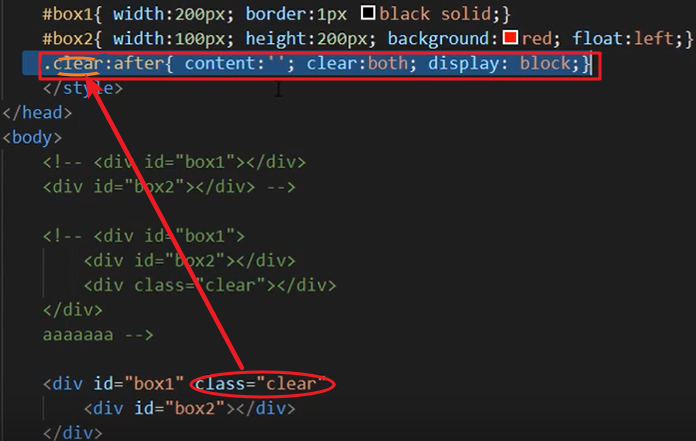 #box1{ width:200px; border:1px black solid;}
#box2{ width:100px; height:200px; background:red; float:left;}
.clear:after{ content:''; clear:both; display: block;}
</style>
</head>
<body>
<!-- <div id="box1"></div>
<div id="box2"></div> -->
<!-- <div id="box1">
<div id="box2"></div>
<div class="clear"></div>
</div>
aaaaaaa -->
<div id="box1" class="clear"
<div id="box2"></div>
</div>